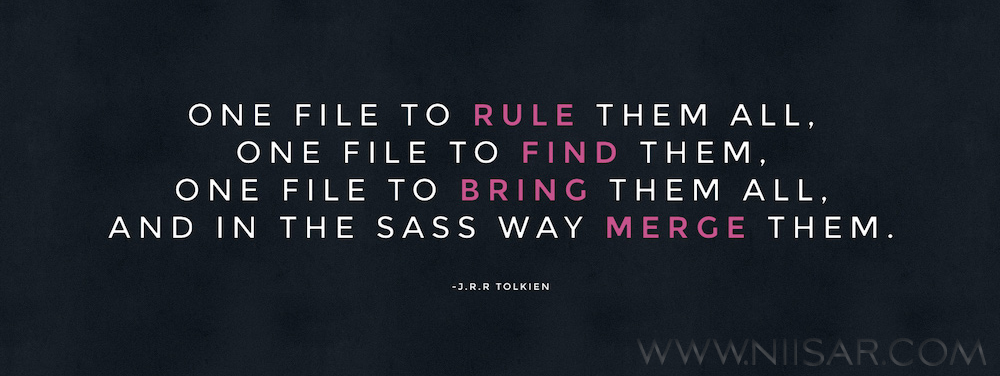 ONE FILE TO RULE THEM ALL,
ONE FILE TO FIND THEM,
ONE FILE TO BRING THEM ALL,
AND IN THE SASS WAY MERGE THEM.
-J.R.R TOLKIEN
WWW.NIISAR.COM